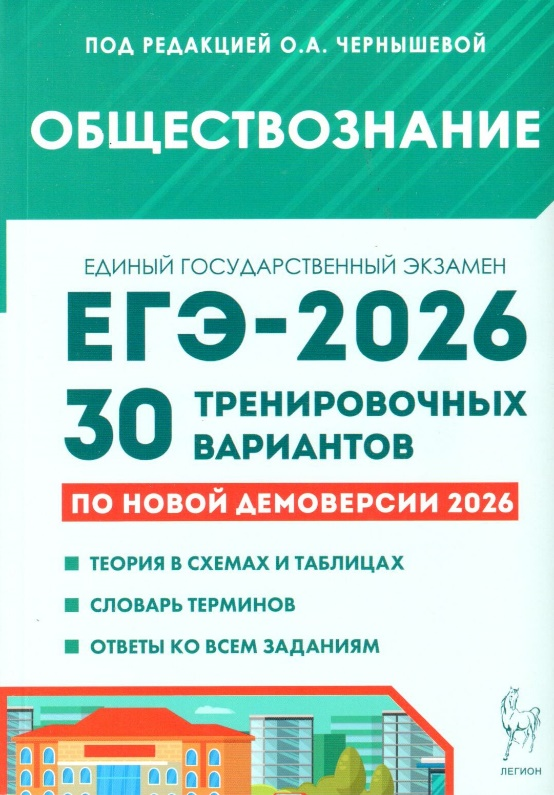 ПОД РЕДАКЦИЕЙ О.А. ЧЕРНЫШЕВОЙ
ОБЩЕСТВОЗНАНИЕ
ЕДИНЫЙ ГОСУДАРСТВЕННЫЙ ЭКЗАМЕН
ЕГЭ-2026
30 ТРЕНИРОВОЧНЫХ
ВАРИАНТОВ
ПО НОВОЙ ДЕМОВЕРСИИ 2026
ТЕОРИЯ В СХЕМАХ И ТАБЛИЦАХ
СЛОВАРЬ ТЕРМИНОВ
ОТВЕТЫ КО ВСЕМ ЗАДАНИЯМ
ЛЕГИОН